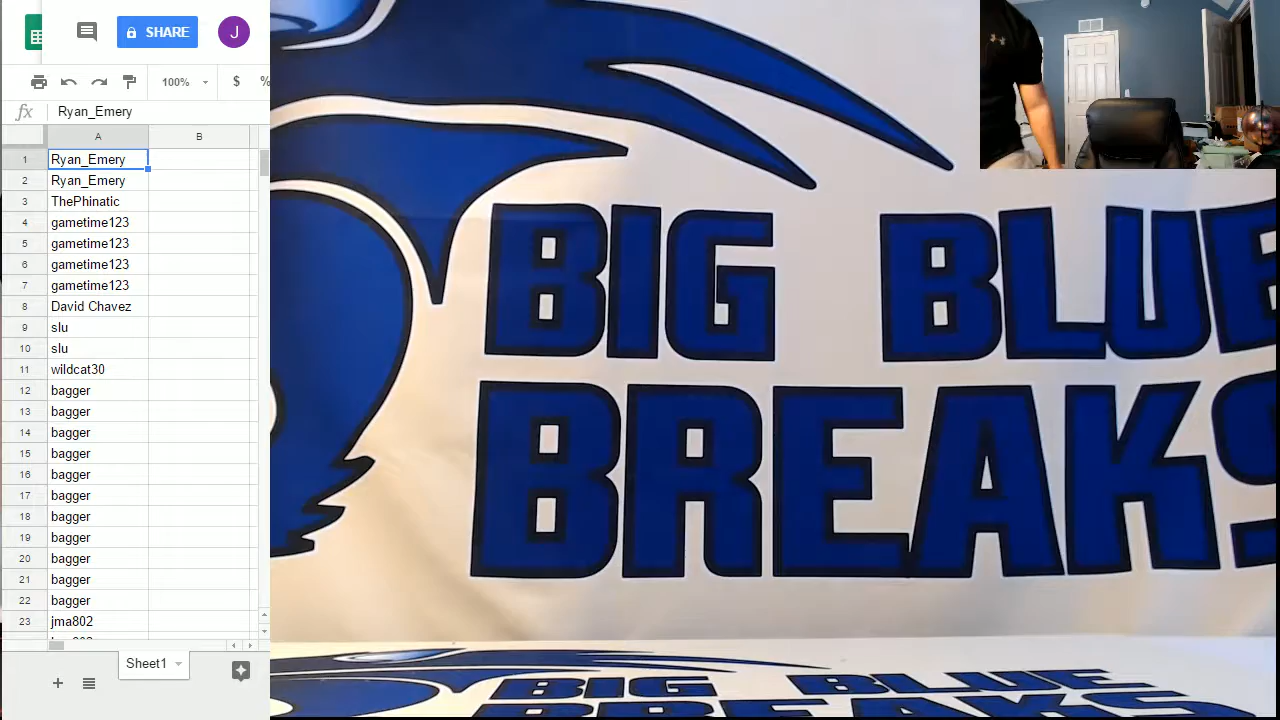 SHARE
J
100%
$
%
fx
Ryan_Emery
A
B
1 Ryan_Emery
2 Ryan_Emery
3 ThePhinatic
4 gametime123
5 gametime123
6 gametime123
7 gametime123
8 David Chavez
9 slu
10 slu
11 wildcat30
12 bagger
13 bagger
14 bagger
15 bagger
16 bagger
17 bagger
18 bagger
19 bagger
20 bagger
21 bagger
22 bagger
23 jma802
Sheet1
BIG BLUE
BREAKS
BIG BLUE
BREAKS